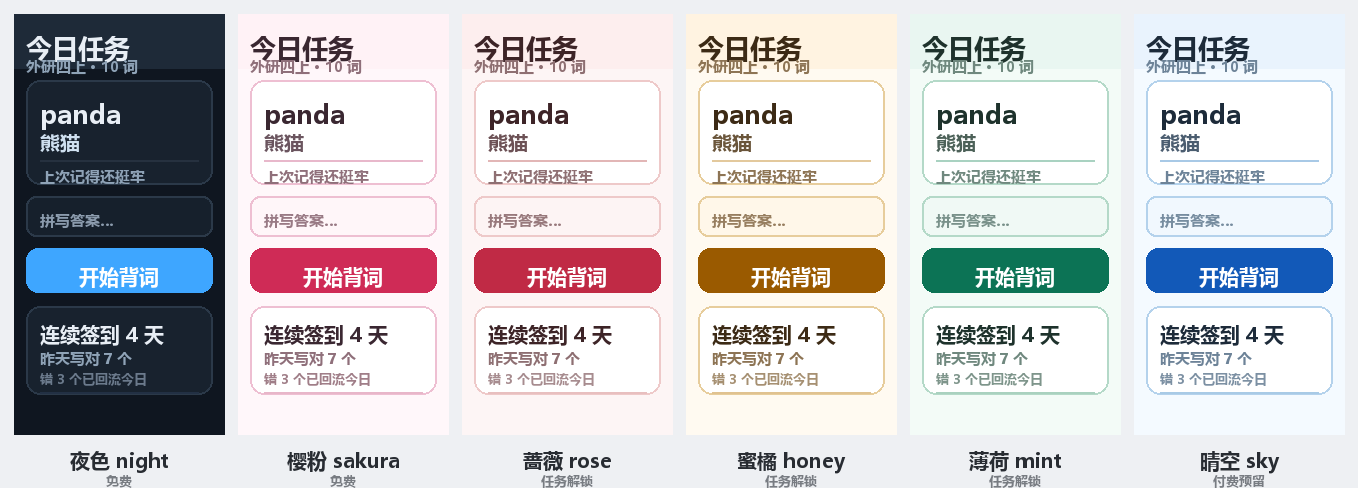 今日任务
外研四上·10 词
panda
熊猫
上次记得还挺牢
拼写答案...
开始背词
连续签到 4 天
昨天写对 7 个
错 3 个已回流今日
夜色 night
免费
今日任务
外研四上·10 词
panda
熊猫
上次记得还挺牢
拼写答案...
开始背词
连续签到 4 天
昨天写对 7 个
错 3 个已回流今日
樱粉 sakura
免费
今日任务
外研四上·10 词
panda
熊猫
上次记得还挺牢
拼写答案...
开始背词
连续签到 4 天
昨天写对 7 个
错 3 个已回流今日
蔷薇 rose
任务解锁
今日任务
外研四上·10 词
panda
熊猫
上次记得还挺牢
拼写答案...
开始背词
连续签到 4 天
昨天写对 7 个
错 3 个已回流今日
蜜橘 honey
任务解锁
今日任务
外研四上·10 词
panda
熊猫
上次记得还挺牢
拼写答案...
开始背词
连续签到 4 天
昨天写对 7 个
错 3 个已回流今日
薄荷 mint
任务解锁
今日任务
外研四上·10 词
panda
熊猫
上次记得还挺牢
拼写答案...
开始背词
连续签到 4 天
昨天写对 7 个
错 3 个已回流今日
晴空 sky
付费预留